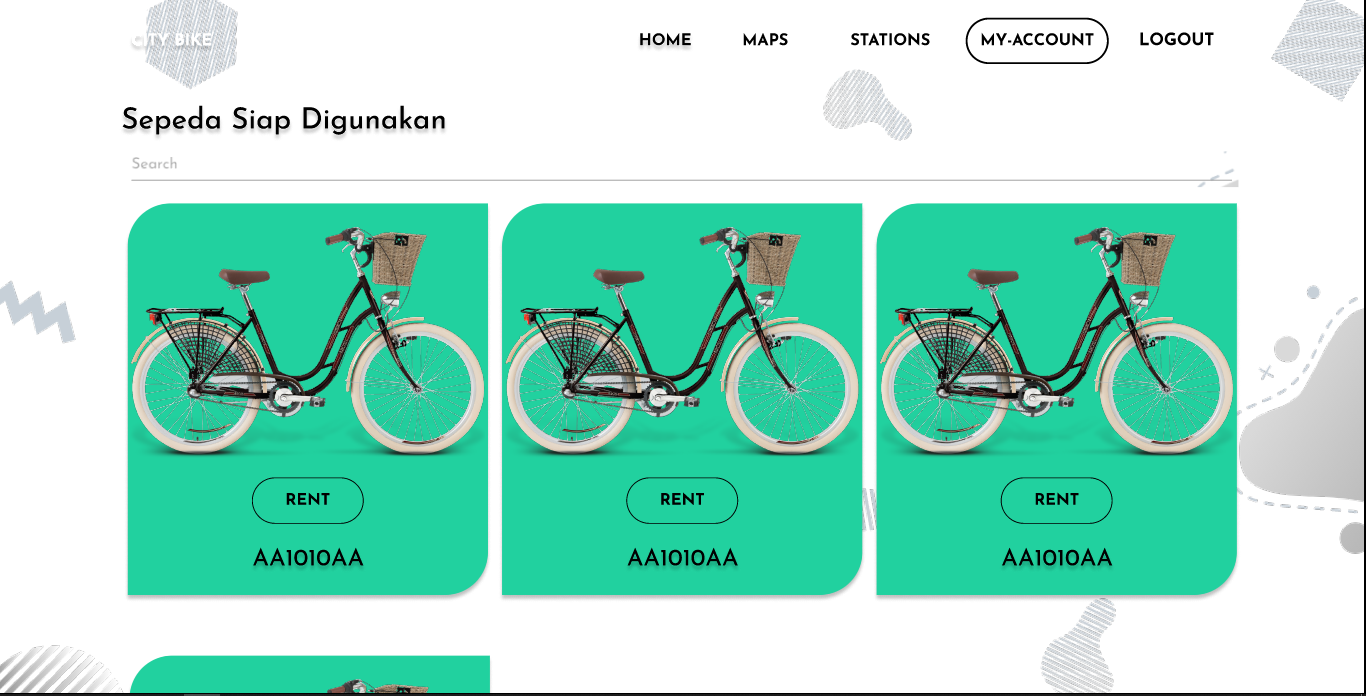 CITY BIKE HOME MAPS STATIONS MY-ACCOUNT LOGOUT
Sepeda Siap Digunakan
Search
RENT RENT RENT
AA1010AA AA1010AA AA1010AA